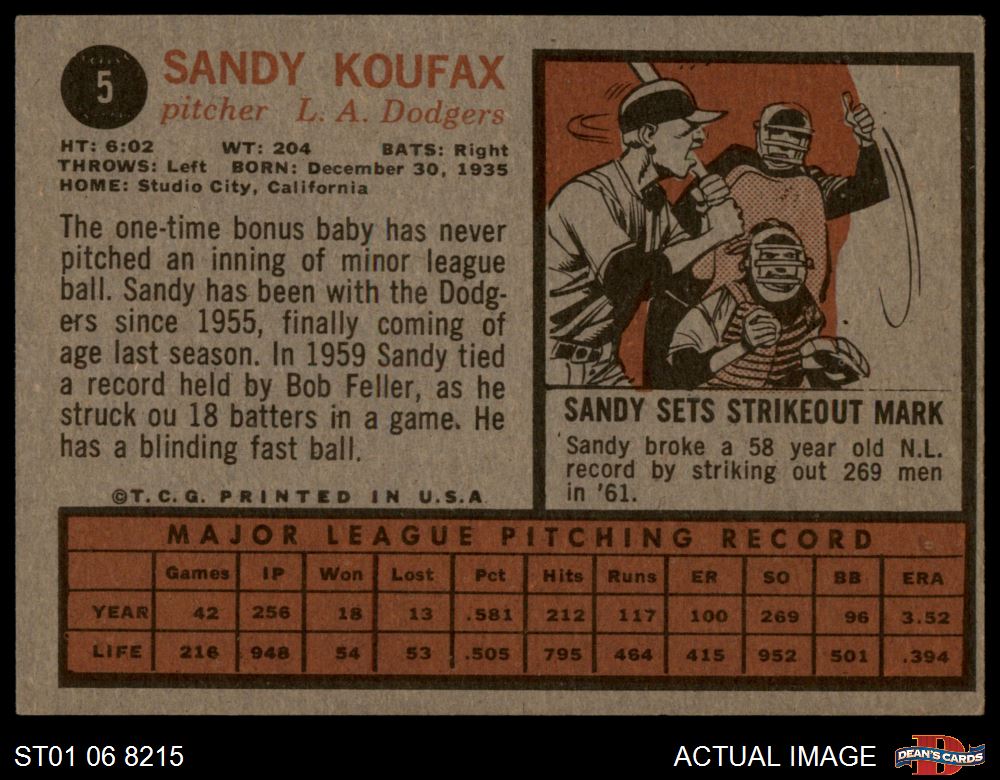 5
SANDY KOUFAX
pitcher L. A. Dodgers
HT: 6:02 WT: 204 BATS: Right
THROWS: Left BORN: December 30, 1935
HOME: Studio City, California
The one-time bonus baby has never
pitched an inning of minor league
ball. Sandy has been with the Dodg-
ers since 1955, finally coming of
age last season. In 1959 Sandy tied
a record held by Bob Feller, as he
struck ou 18 batters in a game. He
has a blinding fast ball.
©T.C.G. PRINTED IN U.S.A
SANDY SETS STRIKEOUT MARK
Sandy broke a 58 year old N.L.
record by striking out 269 men
in '61.
MAJOR LEAGUE PITCHING RECORD
Games IP Won Lost Pct Hits Runs ER SO BB ERA
YEAR 42 256 18 13 .581 212 117 100 269 96 3.52
LIFE 216 948 54 53 .505 795 464 415 952 501 .394
ST01 06 8215
ACTUAL IMAGE
DEAN'S CARDS